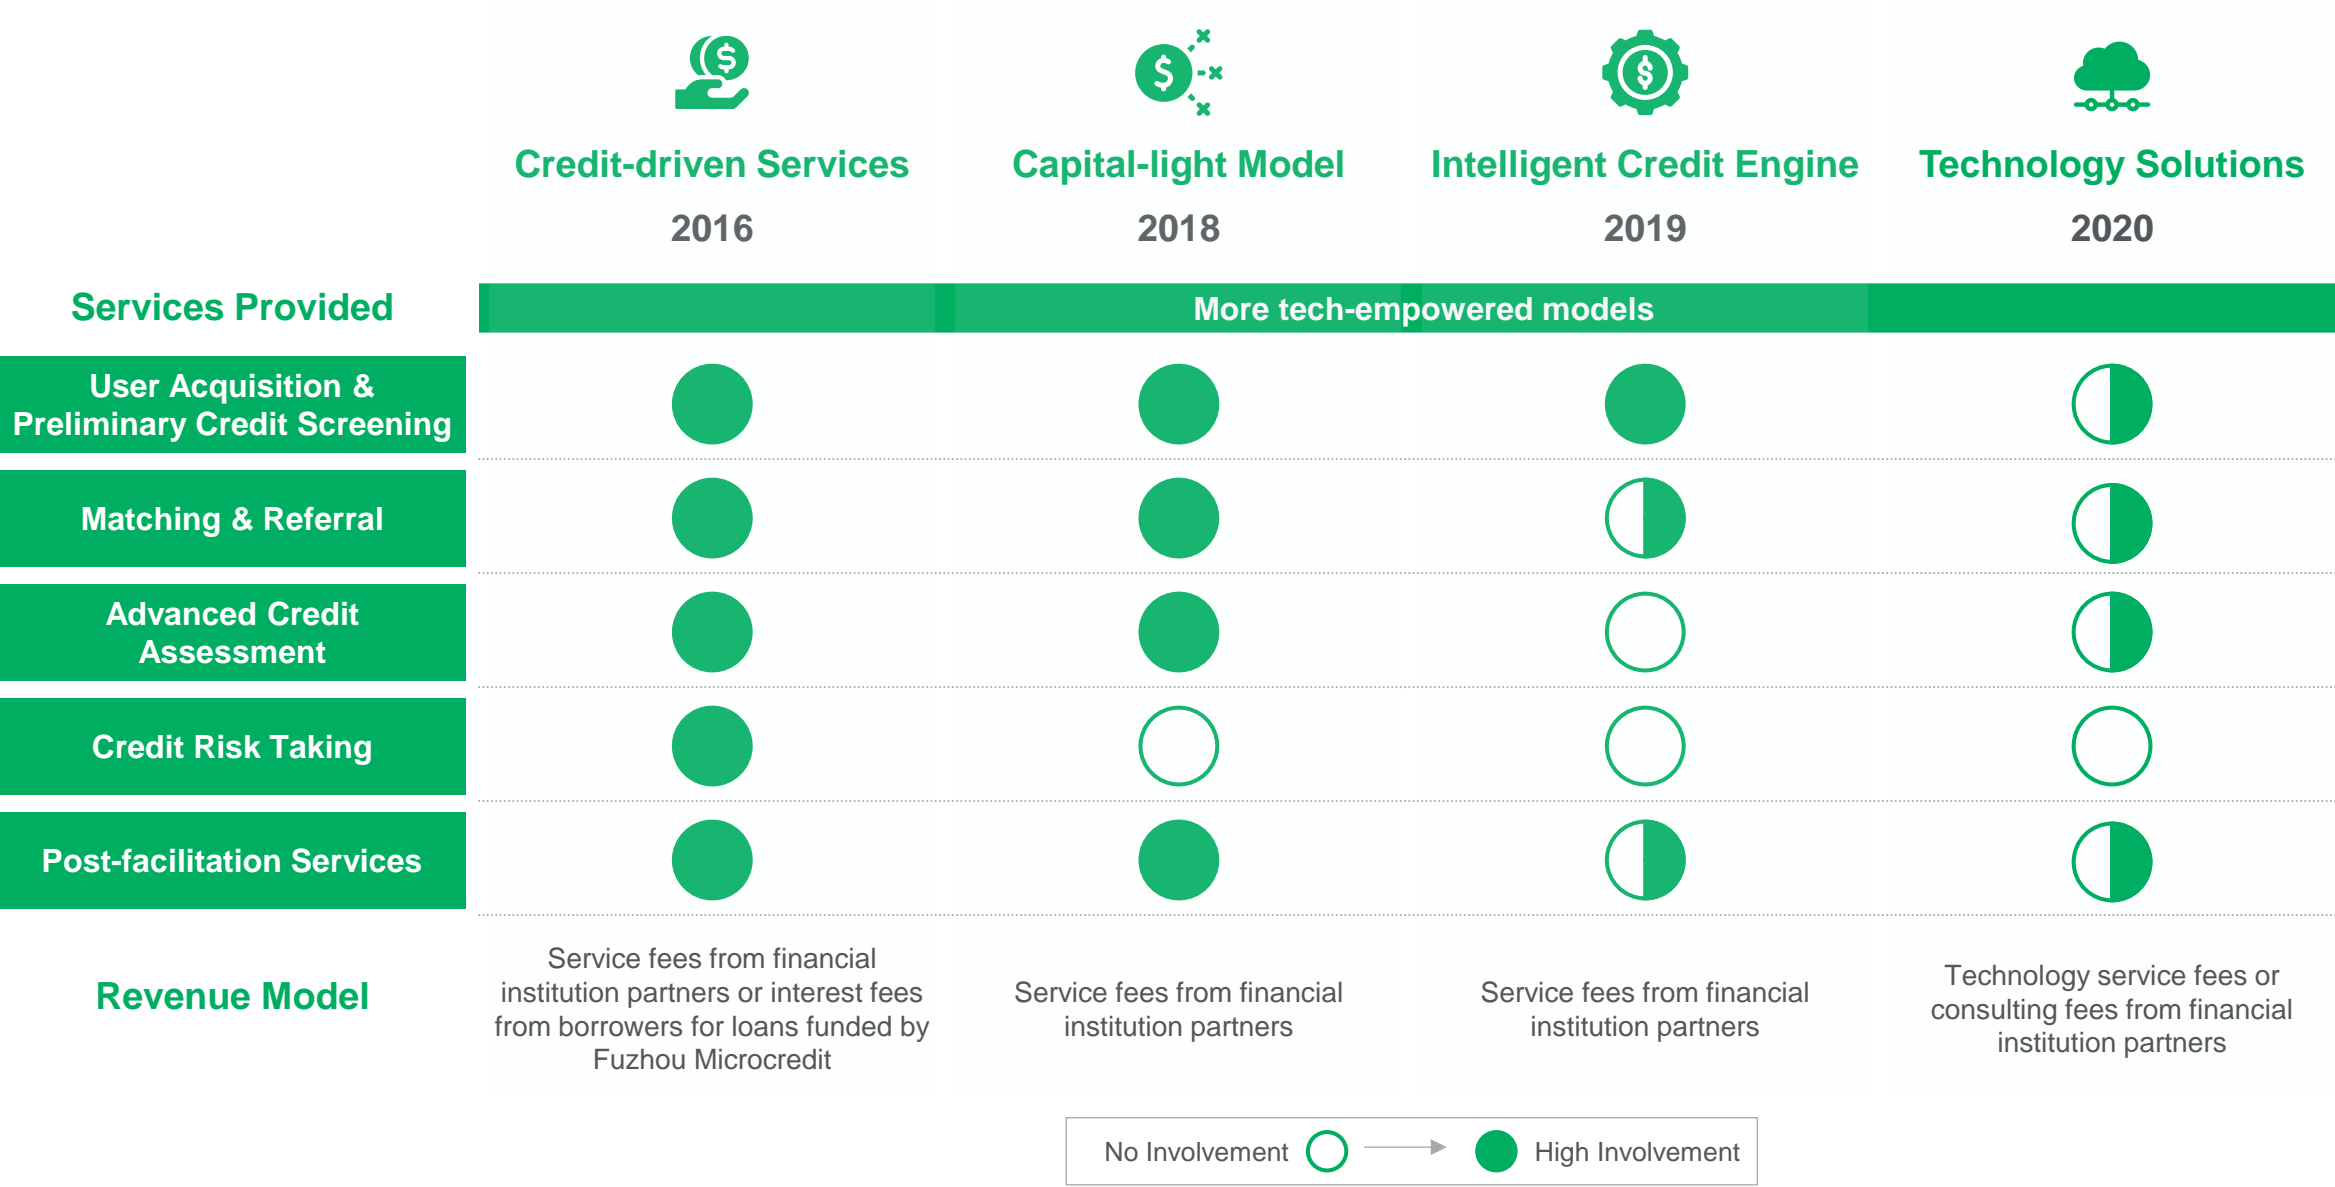 Credit-driven Services
Capital-light Model
Intelligent Credit Engine
Technology Solutions
2016
2018
2019
2020
Services Provided
More tech-empowered models
User Acquisition &
Preliminary Credit Screening
Matching & Referral
Advanced Credit
Assessment
Credit Risk Taking
Post-facilitation Services
Revenue Model
Service fees from financial
institution partners or interest fees
from borrowers for loans funded by
Fuzhou Microcredit
Service fees from financial
institution partners
Service fees from financial
institution partners
Technology service fees or
consulting fees from financial
institution partners
No Involvement
High Involvement